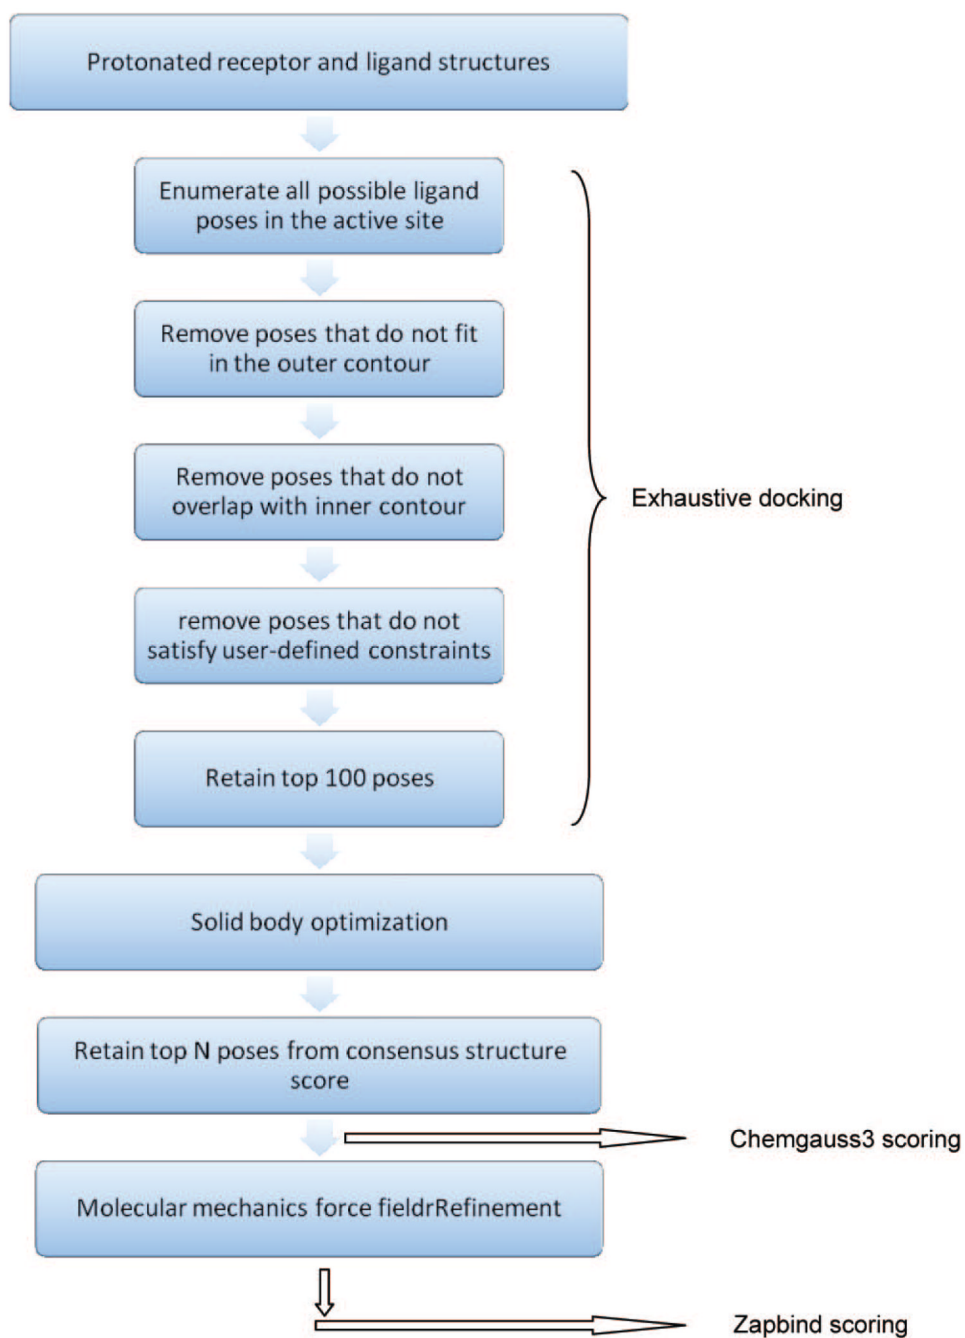 Protonated receptor and ligand structures
Enumerate all possible ligand
poses in the active site
Remove poses that do not fit
in the outer contour
Remove poses that do not
overlap with inner contour
Exhaustive docking
remove poses that do not
satisfy user-defined constraints
Retain top 100 poses
Solid body optimization
Retain top N poses from consensus structure
score
Chemgauss3 scoring
Molecular mechanics force fieldrRefinement
Zapbind scoring